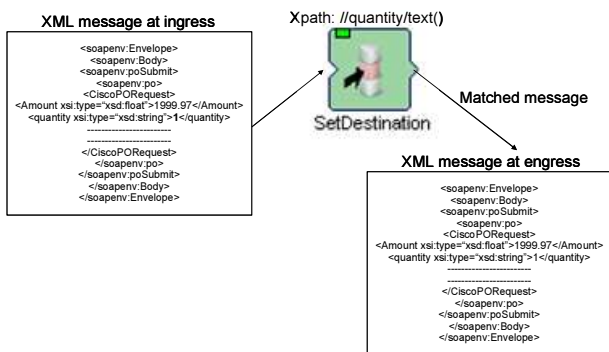 XML message at ingress
<soapenv:Envelope>
<soapenv:Body>
<soapenv:poSubmit>
<soapenv:po>
<CiscoPORequest>
<Amount xsi:type="xsd:float">1999.97</Amount>
<quantity xsi:type="xsd:string">1</quantity>
------------------------
------------------------
</CiscoPORequest>
</soapenv:po>
</soapenv:poSubmit>
</soapenv:Body>
</soapenv:Envelope>
Xpath: //quantity/text()
SetDestination
Matched message
XML message at engress
<soapenv:Envelope>
<soapenv:Body>
<soapenv:poSubmit>
<soapenv:po>
<CiscoPORequest>
<Amount xsi:type="xsd:float">1999.97</Amount>
<quantity xsi:type="xsd:string">1</quantity>
------------------------
------------------------
</CiscoPORequest>
</soapenv:po>
</soapenv:poSubmit>
</soapenv:Body>
</soapenv:Envelope>